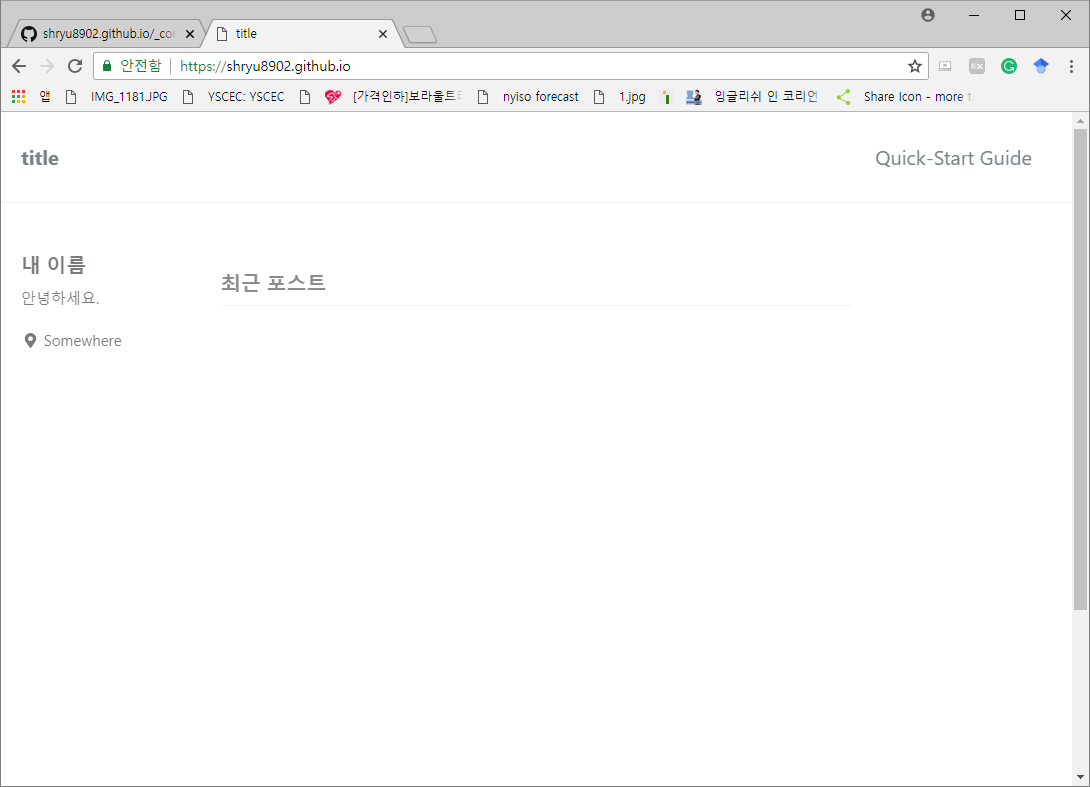 shryu8902.github.io/_cor
title
안전함
https://shryu8902.github.io
앱
IMG_1181.JPG
YSCEC: YSCEC
[가격인하]보라울트라
nyiso forecast
1.jpg
잉글리쉬 인 코리언
Share Icon - more t
title
Quick-Start Guide
내 이름
안녕하세요.
Somewhere
최근 포스트